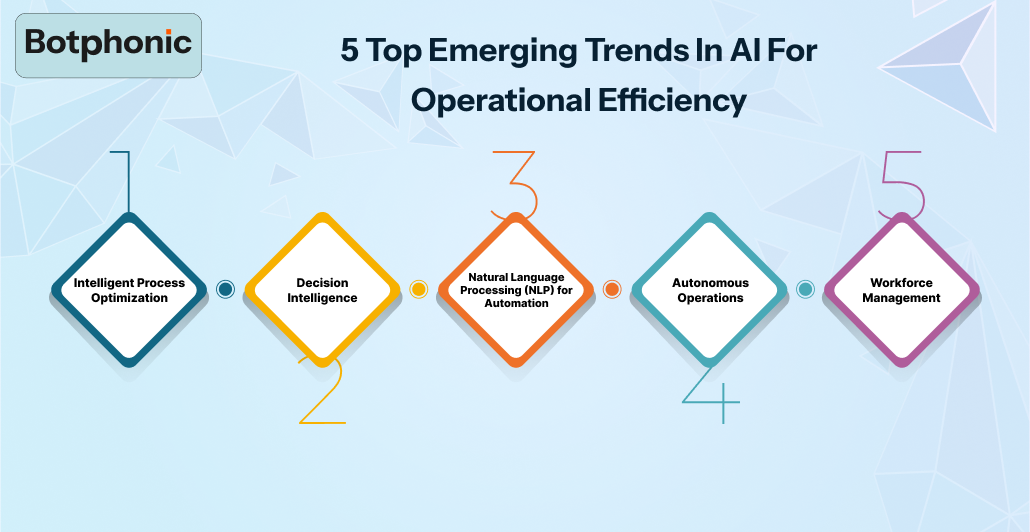 Botphonic
5 Top Emerging Trends In AI For
Operational Efficiency
1
Intelligent Process
Optimization
2
Decision
Intelligence
3
Natural Language
Processing (NLP) for
Automation
4
Autonomous
Operations
5
Workforce
Management